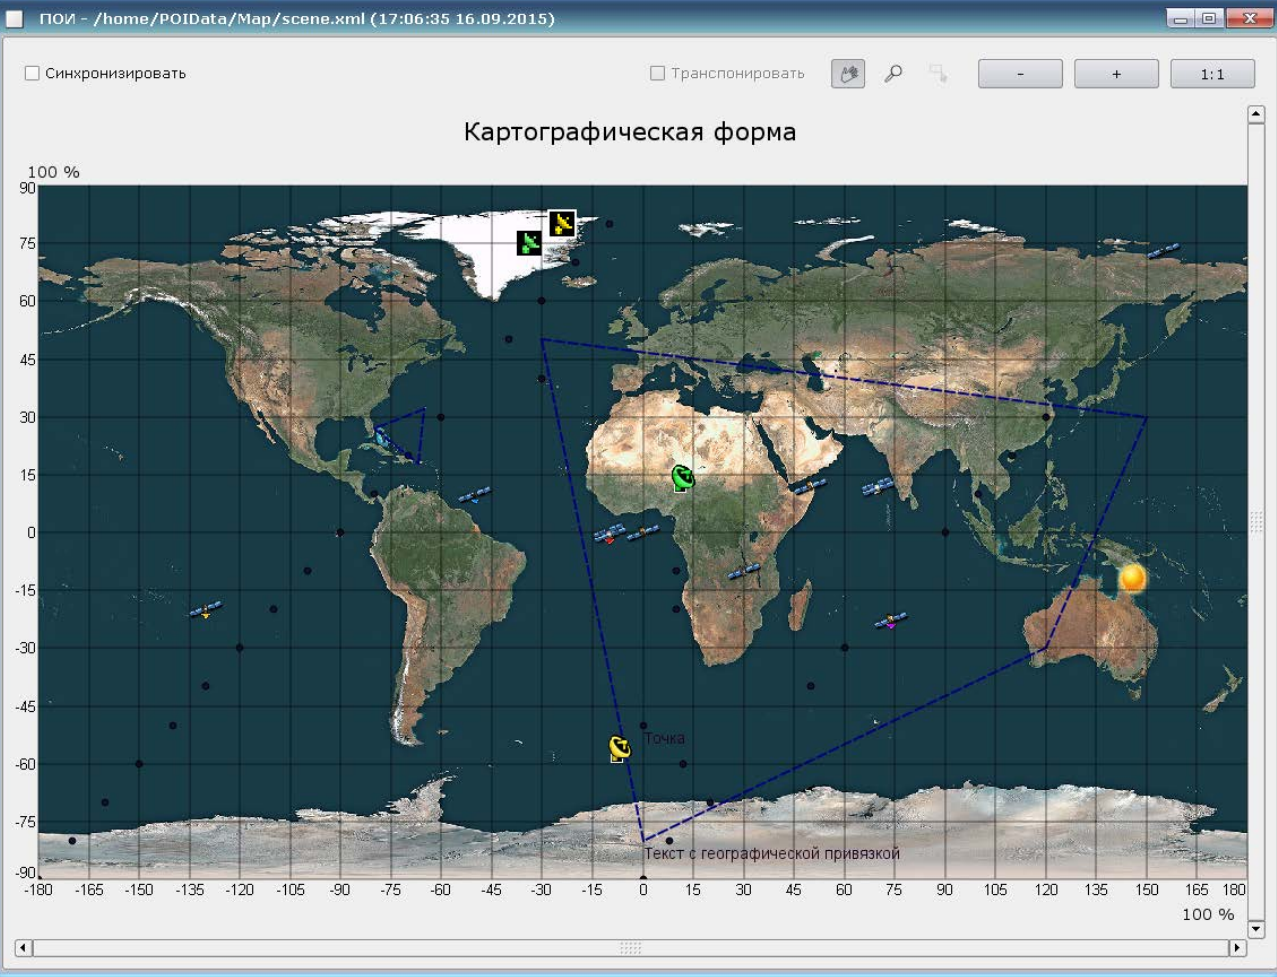 ПОИ - /home/POIData/Map/scene.xml (17:06:35 16.09.2015)
Синхронизировать
Транспонировать
- + 1:1
Картографическая форма
100 %
90
75
60
45
30
15
0
-15
-30
-45
Точка
-60
-75
Текст с географической привязкой
-90
-180 -165 -150 -135 -120 -105 -90 -75 -60 -45 -30 -15 0 15 30 45 60 75 90 105 120 135 150 165 180
100 %